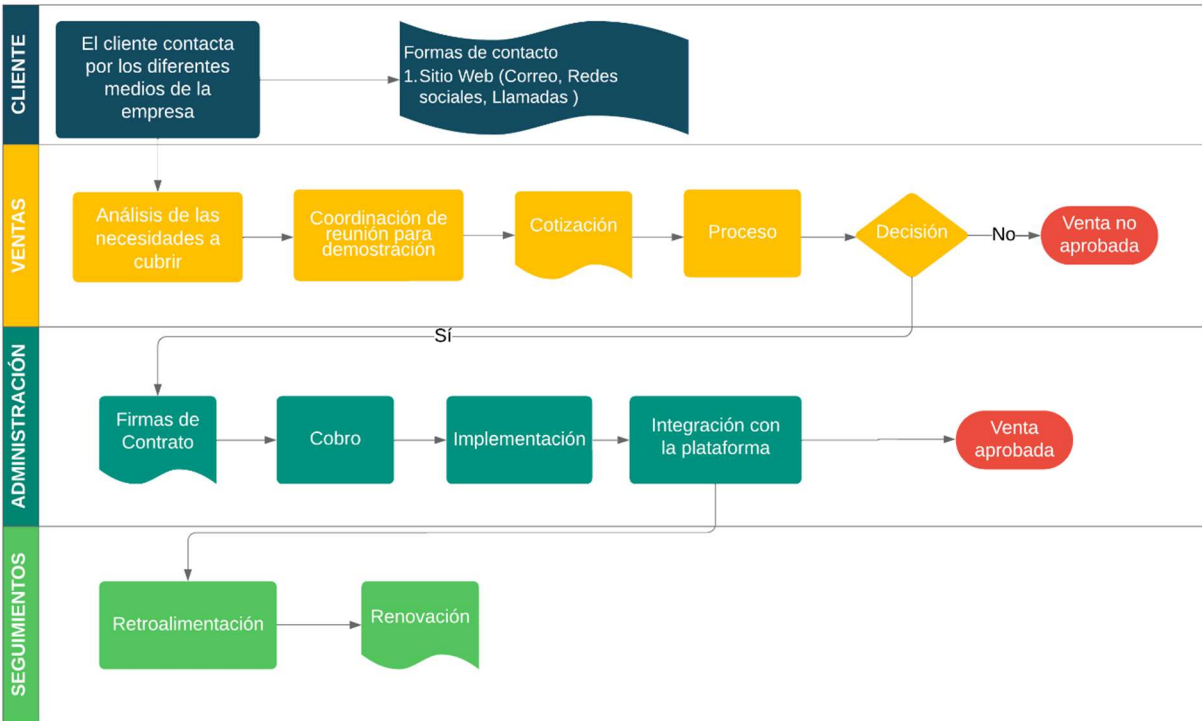 CLIENTE
El cliente contacta
por los diferentes
medios de la
empresa
Formas de contacto
1. Sitio Web (Correo, Redes
sociales, Llamadas )
VENTAS
Análisis de las
necesidades a
cubrir
Coordinación de
reunión para
demostración
Cotización
Proceso
Decisión
No
Venta no
aprobada
Sí
ADMINISTRACIÓN
Firmas de
Contrato
Cobro
Implementación
Integración con
la plataforma
Venta
aprobada
SEGUIMIENTOS
Retroalimentación
Renovación